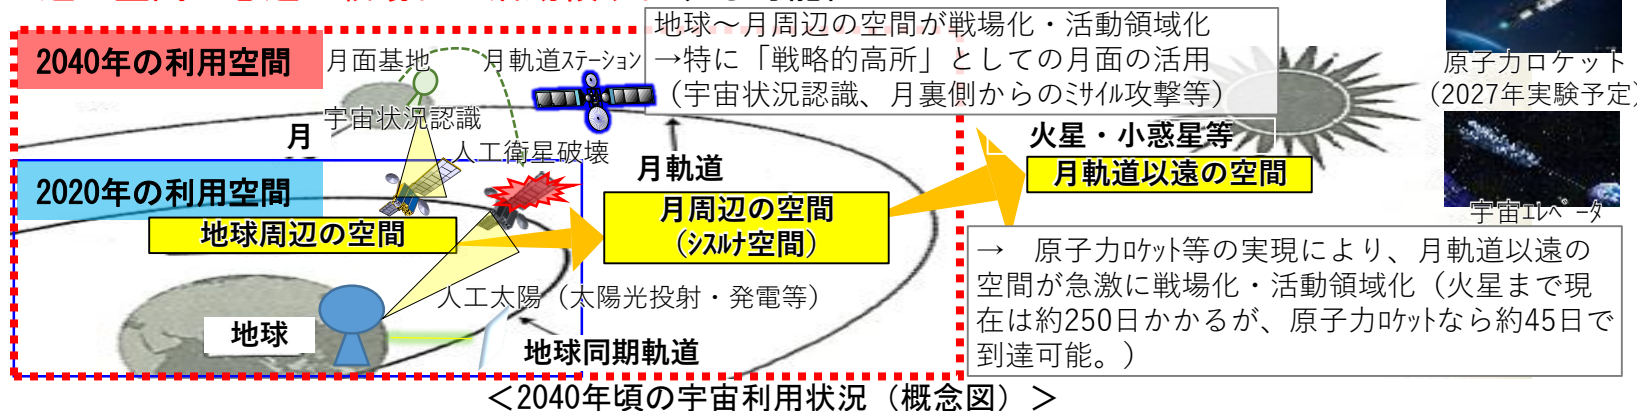 2040年の利用空間
月面基地
月軌道ｽﾃｰｼｮﾝ
地球～月周辺の空間が戦場化・活動領域化
→特に「戦略的高所」としての月面の活用
（宇宙状況認識、月裏側からのﾐｻｲﾙ攻撃等）
原子力ロケット
（2027年実験予定）
宇宙状況認識
月
人工衛星破壊
月軌道
火星・小惑星等
月軌道以遠の空間
2020年の利用空間
地球周辺の空間
月周辺の空間
（ｼｽﾙﾅ空間）
宇宙ｴﾚﾍﾞｰﾀ
→　原子力ﾛｹｯﾄ等の実現により、月軌道以遠の
空間が急激に戦場化・活動領域化（火星まで現
在は約250日かかるが、原子力ﾛｹｯﾄなら約45日で
到達可能。）
人工太陽（太陽光投射・発電等）
地球
地球同期軌道
＜2040年頃の宇宙利用状況（概念図）＞